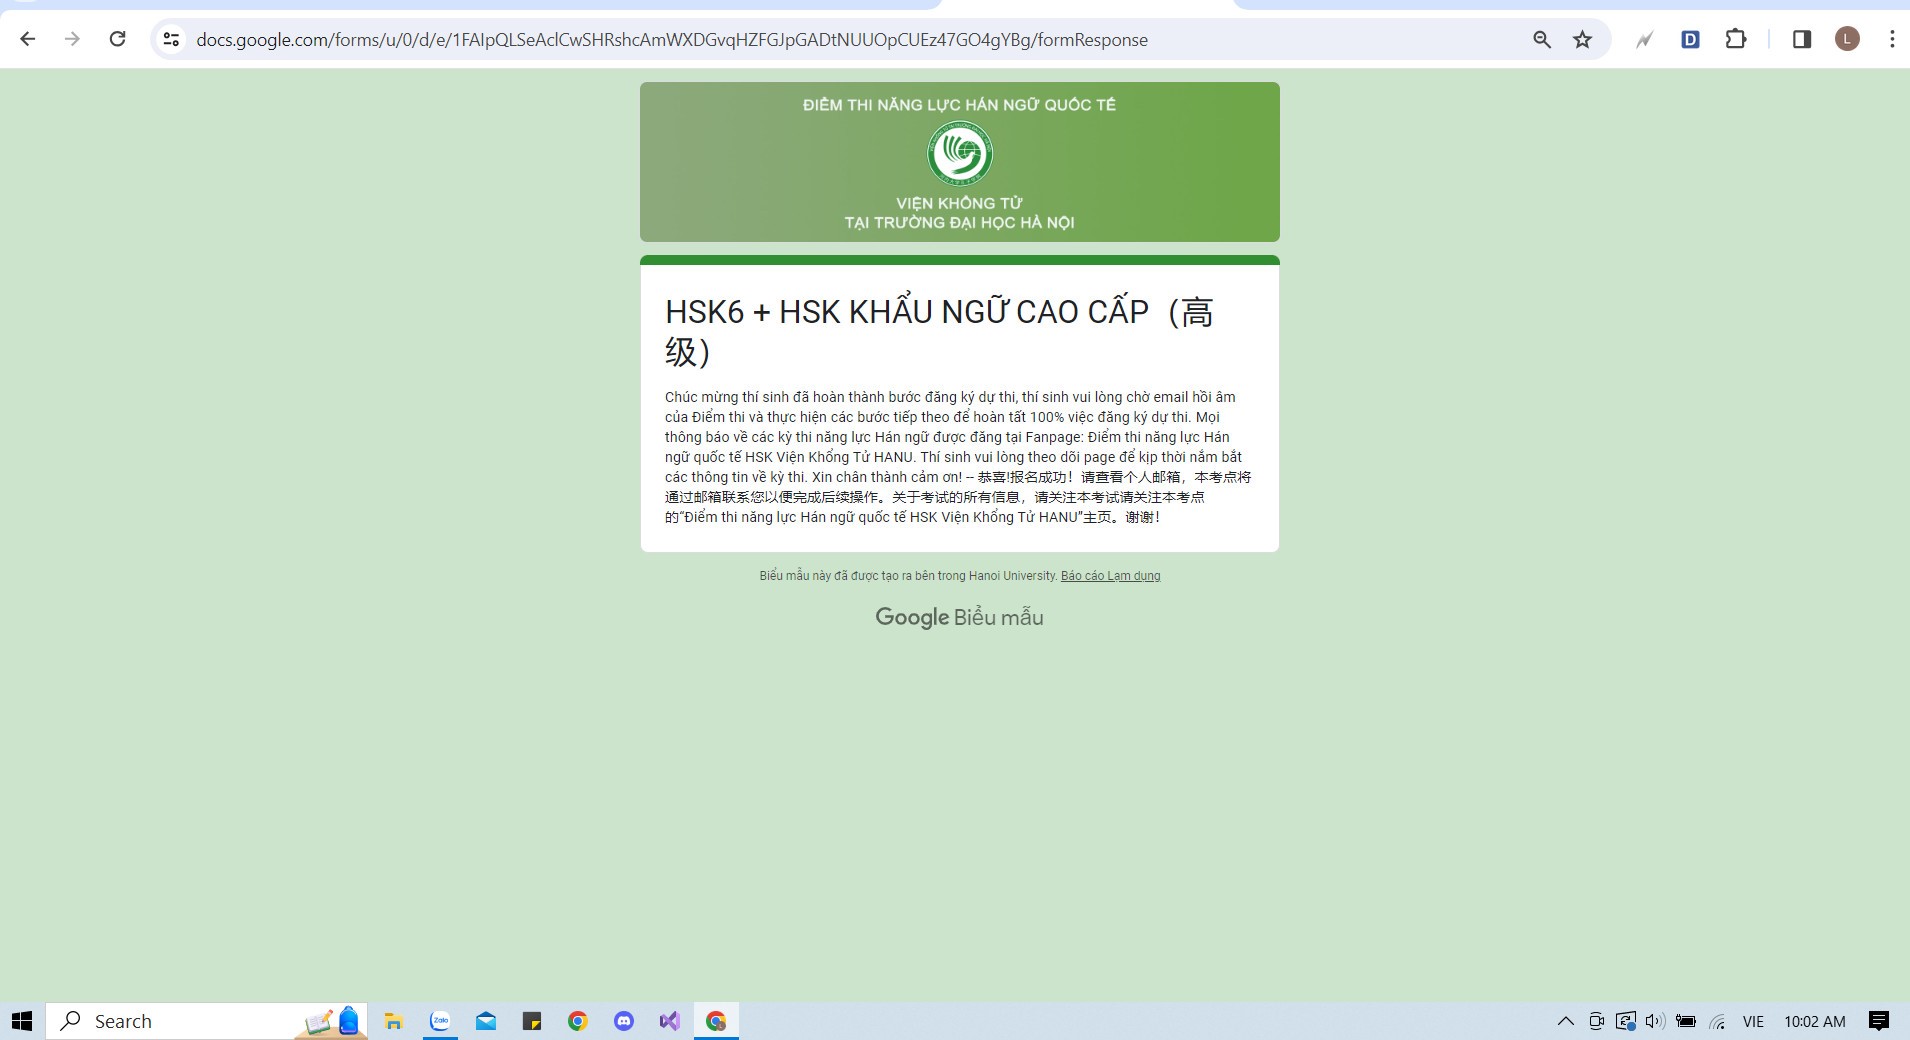 docs.google.com/forms/u/0/d/e/1FAIpQLSeAclCwSHRshcAmWXDGvqHZFGJpGADtNUUOpCUEz47GO4gYBg/formResponse
D
L
ĐIỂM THI NĂNG LỰC HÁN NGỮ QUỐC TẾ
VIỆN KHỔNG TỬ
TẠI TRƯỜNG ĐẠI HỌC HÀ NỘI
HSK6 + HSK KHẨU NGỮ CAO CẤP（高
级）
Chúc mừng thí sinh đã hoàn thành bước đăng ký dự thi, thí sinh vui lòng chờ email hồi âm
của Điểm thi và thực hiện các bước tiếp theo để hoàn tất 100% việc đăng ký dự thi. Mọi
thông báo về các kỳ thi năng lực Hán ngữ được đăng tại Fanpage: Điểm thi năng lực Hán
ngữ quốc tế HSK Viện Khổng Tử HANU. Thí sinh vui lòng theo dõi page để kịp thời nắm bắt
các thông tin về kỳ thi. Xin chân thành cảm ơn! -- 恭喜!报名成功！请查看个人邮箱，本考点将
通过邮箱联系您以便完成后续操作。关于考试的所有信息，请关注本考试请关注本考点
的“Điểm thi năng lực Hán ngữ quốc tế HSK Viện Khổng Tử HANU”主页。谢谢！
Biểu mẫu này đã được tạo ra bên trong Hanoi University. Báo cáo Lạm dụng
Google Biểu mẫu
Search
Zalo
VIE
10:02 AM